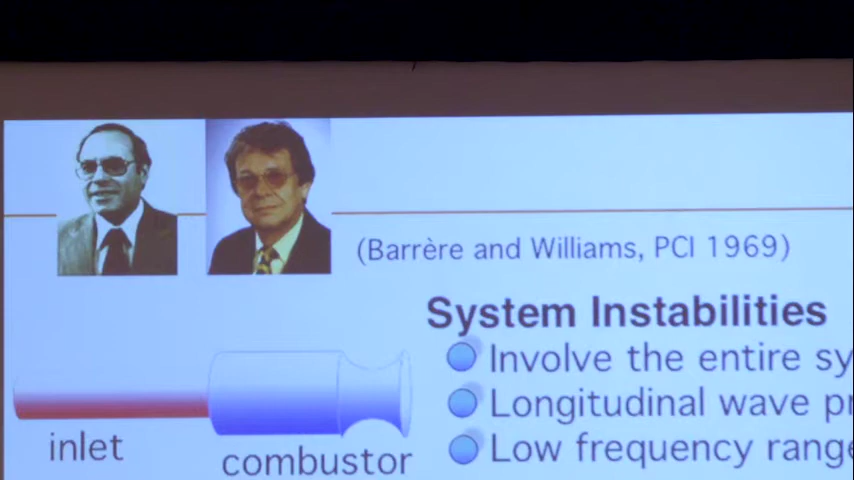 (Barrère and Williams, PCI 1969)
System Instabilities
Involve the entire sy
Longitudinal wave pr
Low frequency range
inlet
combustor